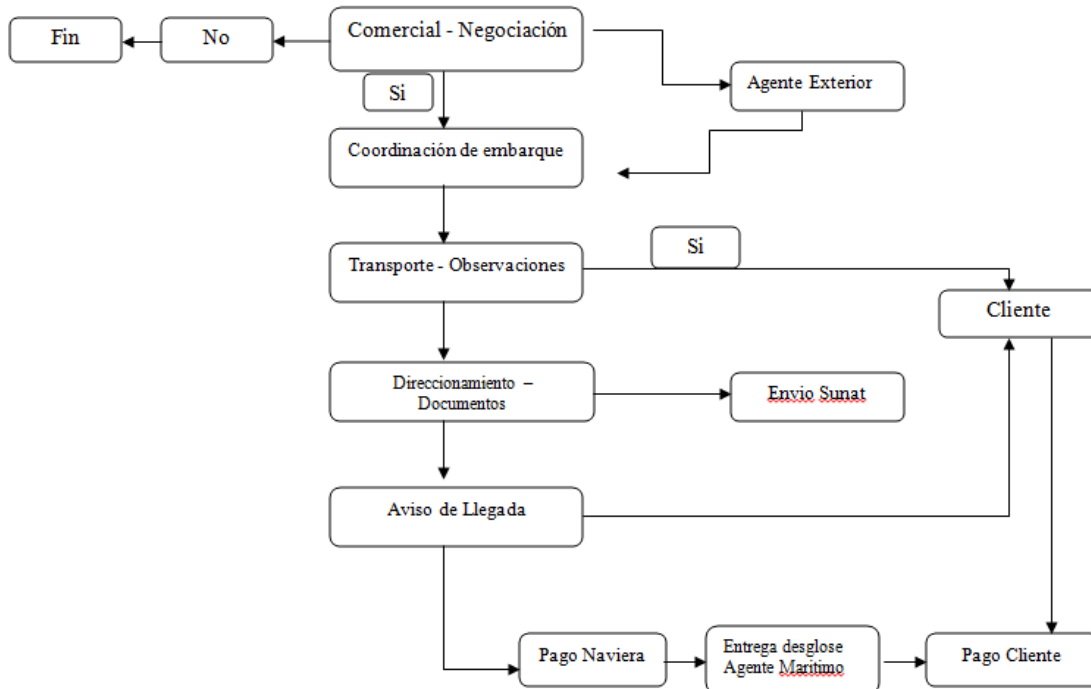 Fin
No
Comercial - Negociación
Si
Agente Exterior
Coordinación de embarque
Si
Transporte - Observaciones
Cliente
Direccionamiento –
Documentos
Envio Sunat
Aviso de Llegada
Pago Naviera
Entrega desglose
Agente Maritimo
Pago Cliente